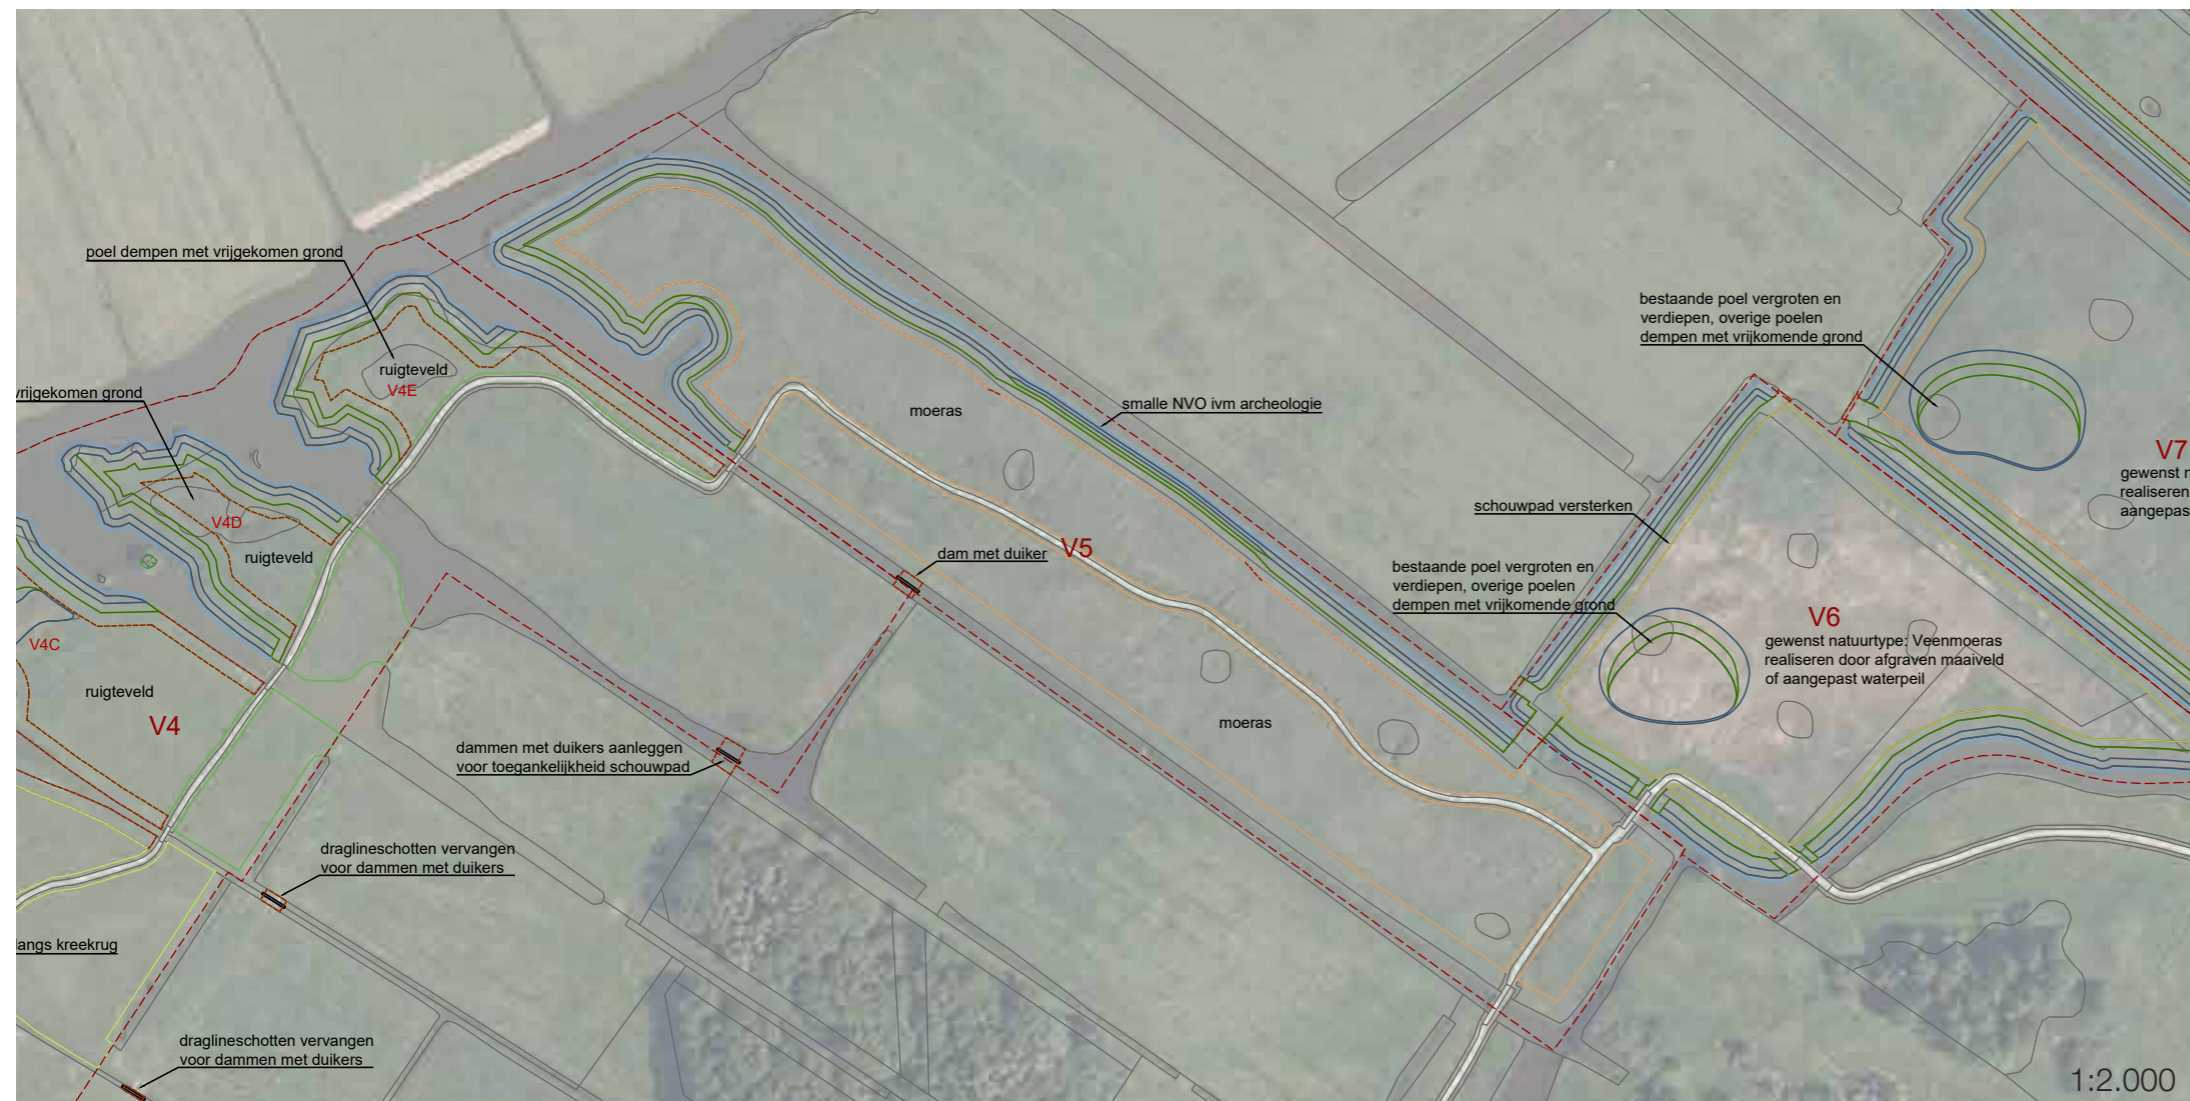 poel dempen met vrijgekomen grond
ruigteveld
V4E
vrijgekomen grond
V4D
ruigteveld
V4C
ruigteveld
V4
moeras
smalle NVO ivm archeologie
dam met duiker
V5
moeras
dammen met duikers aanleggen
voor toegankelijkheid schouwpad
draglineschotten vervangen
voor dammen met duikers
langs kreekrug
draglineschotten vervangen
voor dammen met duikers
bestaande poel vergroten en
verdiepen, overige poelen
dempen met vrijkomende grond
schouwpad versterken
bestaande poel vergroten en
verdiepen, overige poelen
dempen met vrijkomende grond
V6
gewenst natuurtype: Veenmoeras
realiseren door afgraven maaiveld
of aangepast waterpeil
V7
gewenst n
realiseren
aangepas
1:2.000